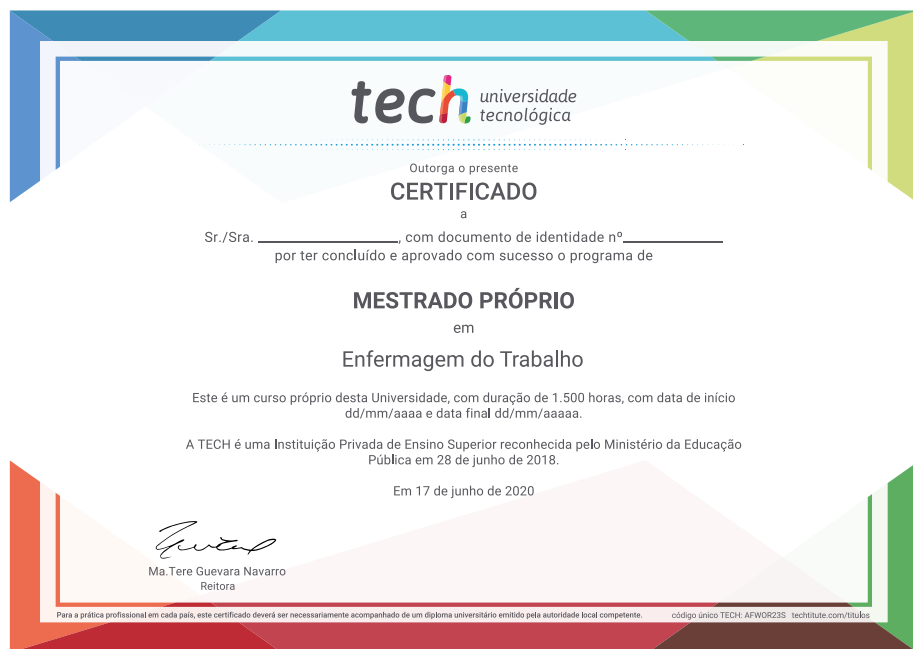 tech universidade
tecnológica
Outorga o presente
CERTIFICADO
a
Sr./Sra. ____________, com documento de identidade nº_________
por ter concluído e aprovado com sucesso o programa de
MESTRADO PRÓPRIO
em
Enfermagem do Trabalho
Este é um curso próprio desta Universidade, com duração de 1.500 horas, com data de início
dd/mm/aaaa e data final dd/mm/aaaaa.
A TECH é uma Instituição Privada de Ensino Superior reconhecida pelo Ministério da Educação
Pública em 28 de junho de 2018.
Em 17 de junho de 2020
Ma.Tere Guevara Navarro
Reitora
Para a prática profissional em cada país, este certificado deverá ser necessariamente acompanhado de um diploma universitário emitido pela autoridade local competente. código único TECH: AFWOR23S techtitute.com/titulos